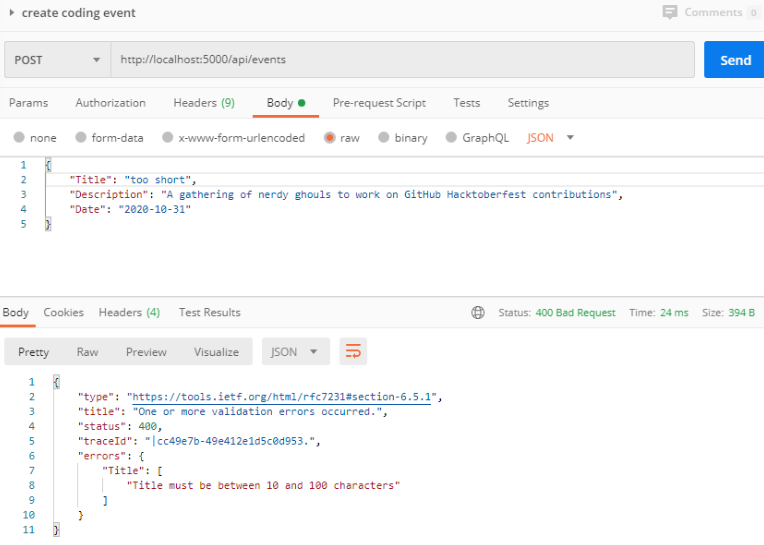 create coding event Comments 0
POST http://localhost:5000/api/events Send
Params Authorization Headers (9) Body Pre-request Script Tests Settings
none form-data x-www-form-urlencoded raw binary GraphQL JSON
1 {
2 "Title": "too short",
3 "Description": "A gathering of nerdy ghouls to work on GitHub Hacktoberfest contributions",
4 "Date": "2020-10-31"
5 }
Body Cookies Headers (4) Test Results Status: 400 Bad Request Time: 24 ms Size: 394 B
Pretty Raw Preview Visualize JSON
1 {
2 "type": "https://tools.ietf.org/html/rfc7231#section-6.5.1",
3 "title": "One or more validation errors occurred.",
4 "status": 400,
5 "traceId": "|cc49e7b-49e412e1d5c0d953.",
6 "errors": {
7 "Title": [
8 "Title must be between 10 and 100 characters"
9 ]
10 }
11 }